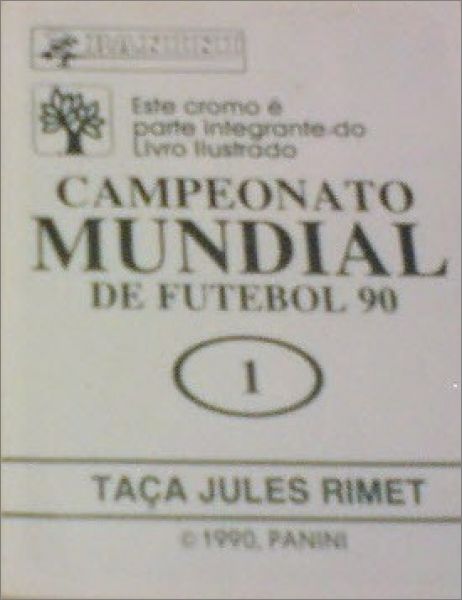 PANINI
Este cromo é
parte integrante do
Livro Ilustrado
CAMPEONATO
MUNDIAL
DE FUTEBOL 90
1
TAÇA JULES RIMET
© 1990, PANINI